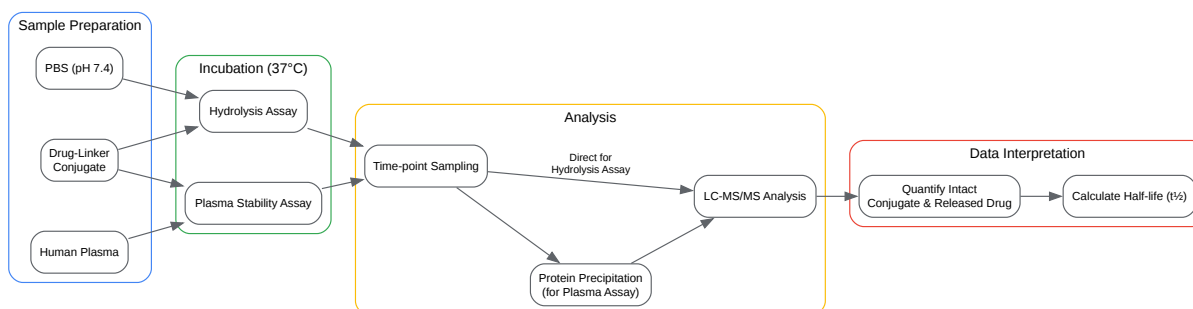 Sample Preparation
PBS (pH 7.4)
Drug-Linker
Conjugate
Human Plasma
Incubation (37°C)
Hydrolysis Assay
Plasma Stability Assay
Analysis
Time-point Sampling
Direct for
Hydrolysis Assay
Protein Precipitation
(for Plasma Assay)
LC-MS/MS Analysis
Data Interpretation
Quantify Intact
Conjugate & Released Drug
Calculate Half-life (t½)